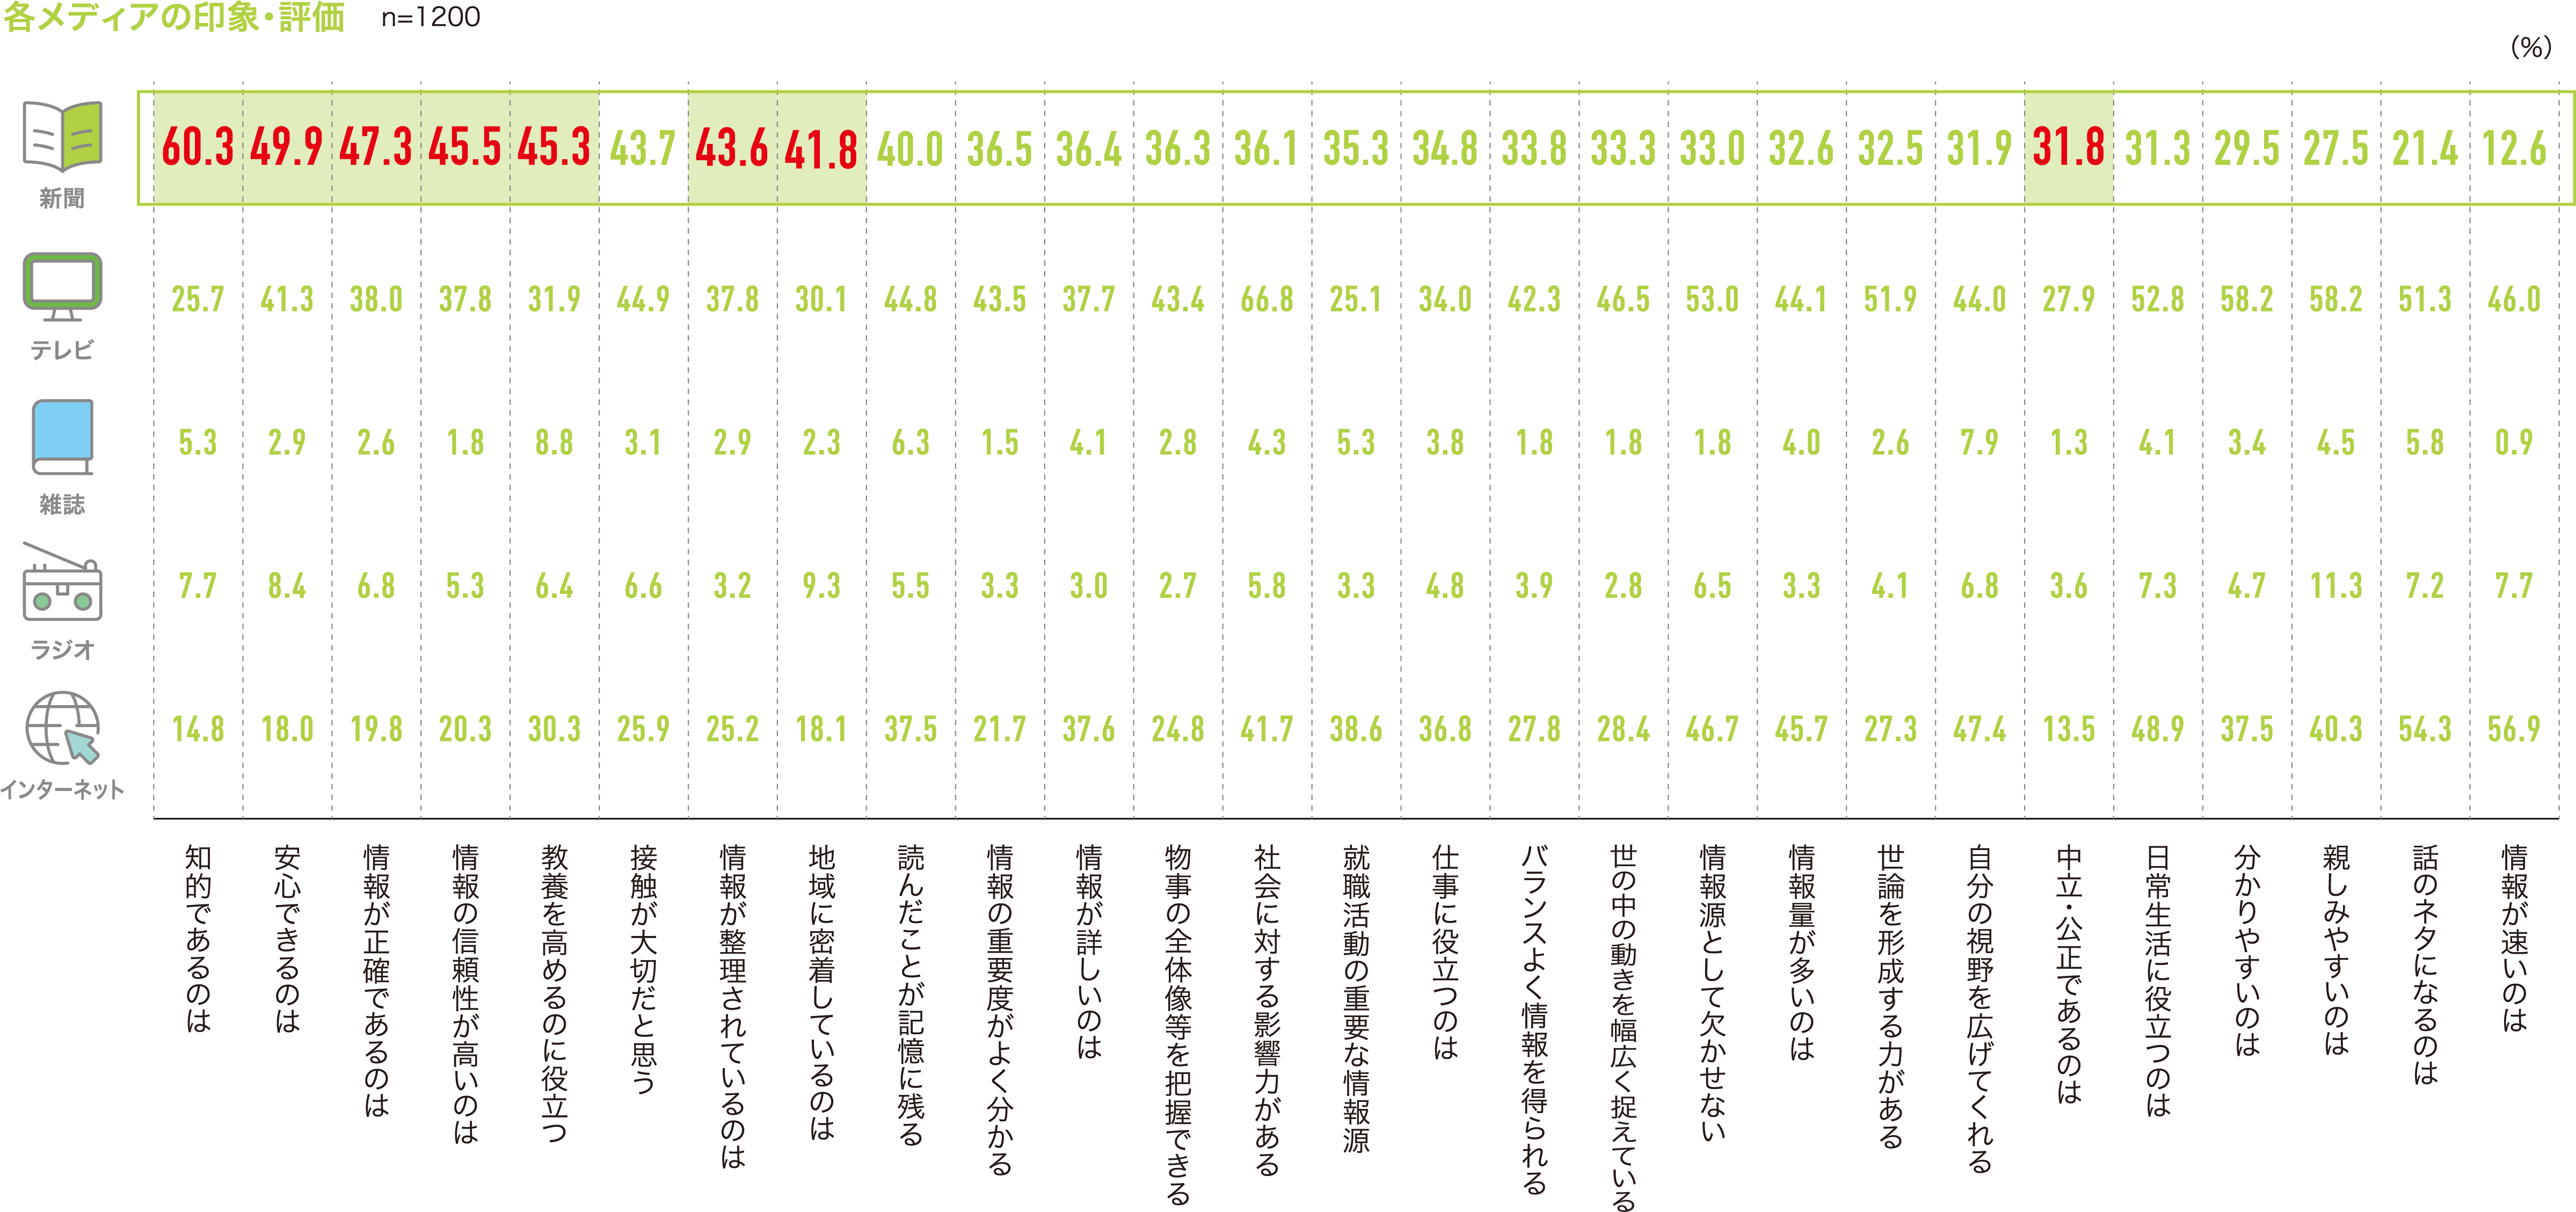 各メディアの印象・評価 n=1200
(%)
新聞 60.3 49.9 47.3 45.5 45.3 43.7 43.6 41.8 40.0 36.5 36.4 36.3 36.1 35.3 34.8 33.8 33.3 33.0 32.6 32.5 31.9 31.8 31.3 29.5 27.5 21.4 12.6
テレビ 25.7 41.3 38.0 37.8 31.9 44.9 37.8 30.1 44.8 43.5 37.7 43.4 66.8 25.1 34.0 42.3 46.5 53.0 44.1 51.9 44.0 27.9 52.8 58.2 58.2 51.3 46.0
雑誌 5.3 2.9 2.6 1.8 8.8 3.1 2.9 2.3 6.3 1.5 4.1 2.8 4.3 5.3 3.8 1.8 1.8 1.8 4.0 2.6 7.9 1.3 4.1 3.4 4.5 5.8 0.9
ラジオ 7.7 8.4 6.8 5.3 6.4 6.6 3.2 9.3 5.5 3.3 3.0 2.7 5.8 3.3 4.8 3.9 2.8 6.5 3.3 4.1 6.8 3.6 7.3 4.7 11.3 7.2 7.7
インターネット 14.8 18.0 19.8 20.3 30.3 25.9 25.2 18.1 37.5 21.7 37.6 24.8 41.7 38.6 36.8 27.8 28.4 46.7 45.7 27.3 47.4 13.5 48.9 37.5 40.3 54.3 56.9
知的であるのは
安心できるのは
情報が正確であるのは
情報の信頼性が高いのは
教養を高めるのに役立つ
接触が大切だと思う
情報が整理されているのは
地域に密着しているのは
読んだことが記憶に残る
情報の重要度がよく分かる
情報が詳しいのは
物事の全体像等を把握できる
社会に対する影響力がある
就職活動の重要な情報源
仕事に役立つのは
バランスよく情報を得られる
世の中の動きを幅広く捉えている
情報源として欠かせない
情報量が多いのは
世論を形成する力がある
自分の視野を広げてくれる
中立・公正であるのは
日常生活に役立つのは
分かりやすいのは
親しみやすいのは
話のネタになるのは
情報が速いのは